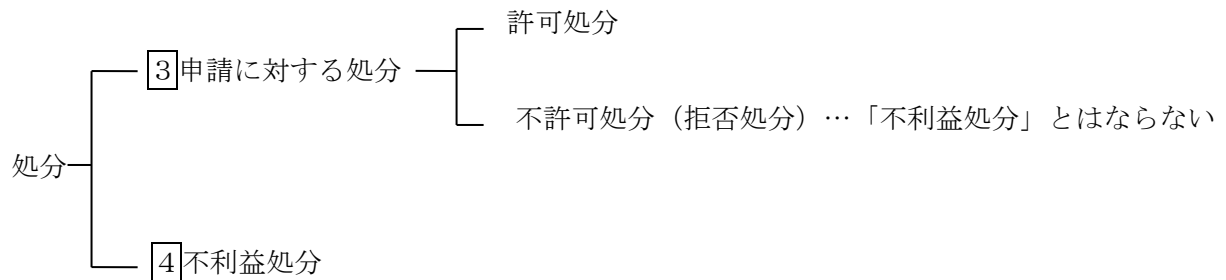 許可処分
3申請に対する処分
不許可処分（拒否処分）…「不利益処分」とはならない
処分
4不利益処分